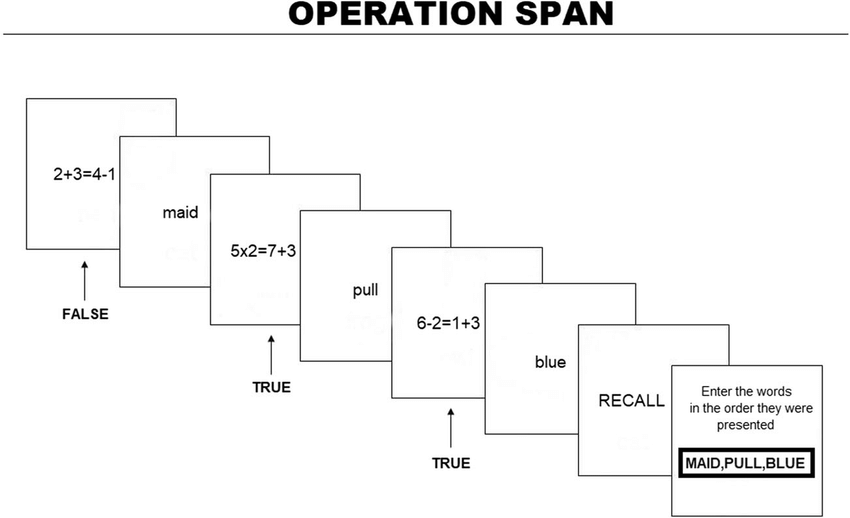 OPERATION SPAN
2+3=4-1
FALSE
maid
5x2=7+3
TRUE
pull
6-2=1+3
TRUE
blue
RECALL
Enter the words
in the order they were
presented
MAID,PULL,BLUE